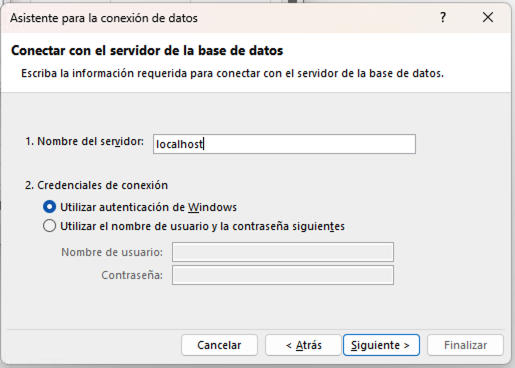 Asistente para la conexión de datos ? ×
Conectar con el servidor de la base de datos
Escriba la información requerida para conectar con el servidor de la base de datos.
1. Nombre del servidor: localhost
2. Credenciales de conexión
Utilizar autenticación de Windows
Utilizar el nombre de usuario y la contraseña siguientes
Nombre de usuario:
Contraseña:
Cancelar < Atrás Siguiente > Finalizar